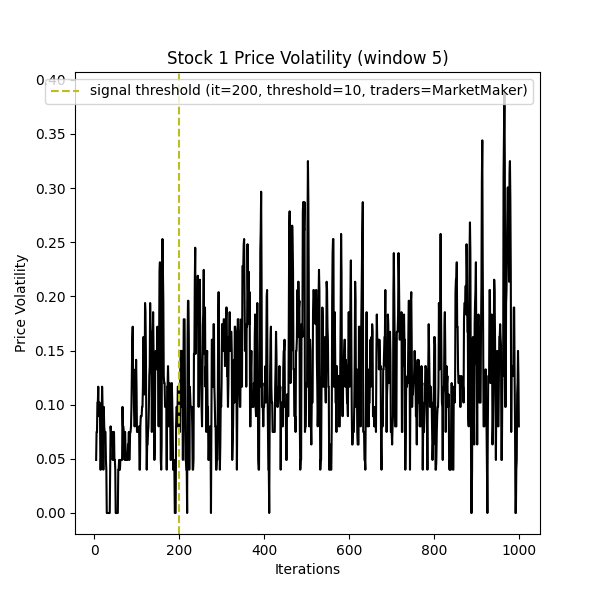 Stock 1 Price Volatility (window 5)
signal threshold (it=200, threshold=10, traders=MarketMaker)
Price Volatility
0.40
0.35
0.30
0.25
0.20
0.15
0.10
0.05
0.00
0 200 400 600 800 1000
Iterations